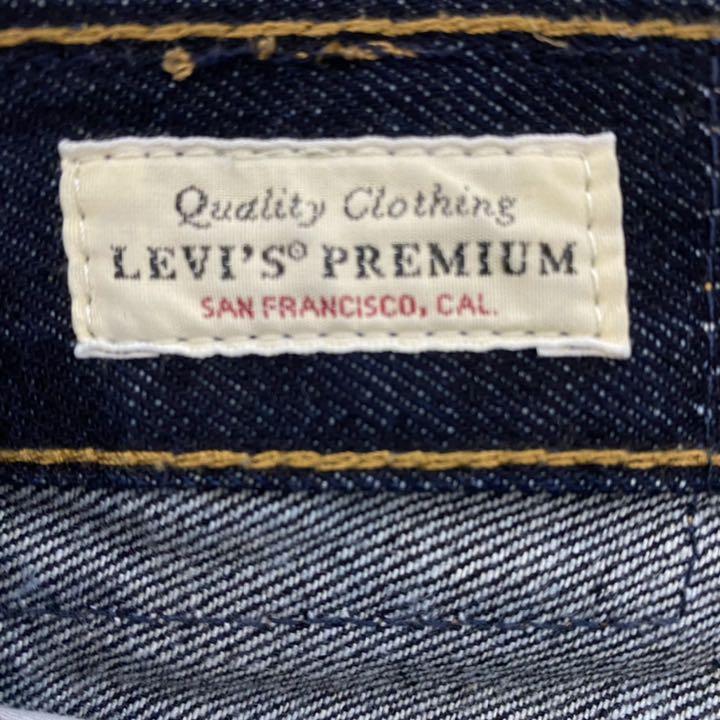 Quality Clothing
LEVI'S® PREMIUM
SAN FRANCISCO, CAL.